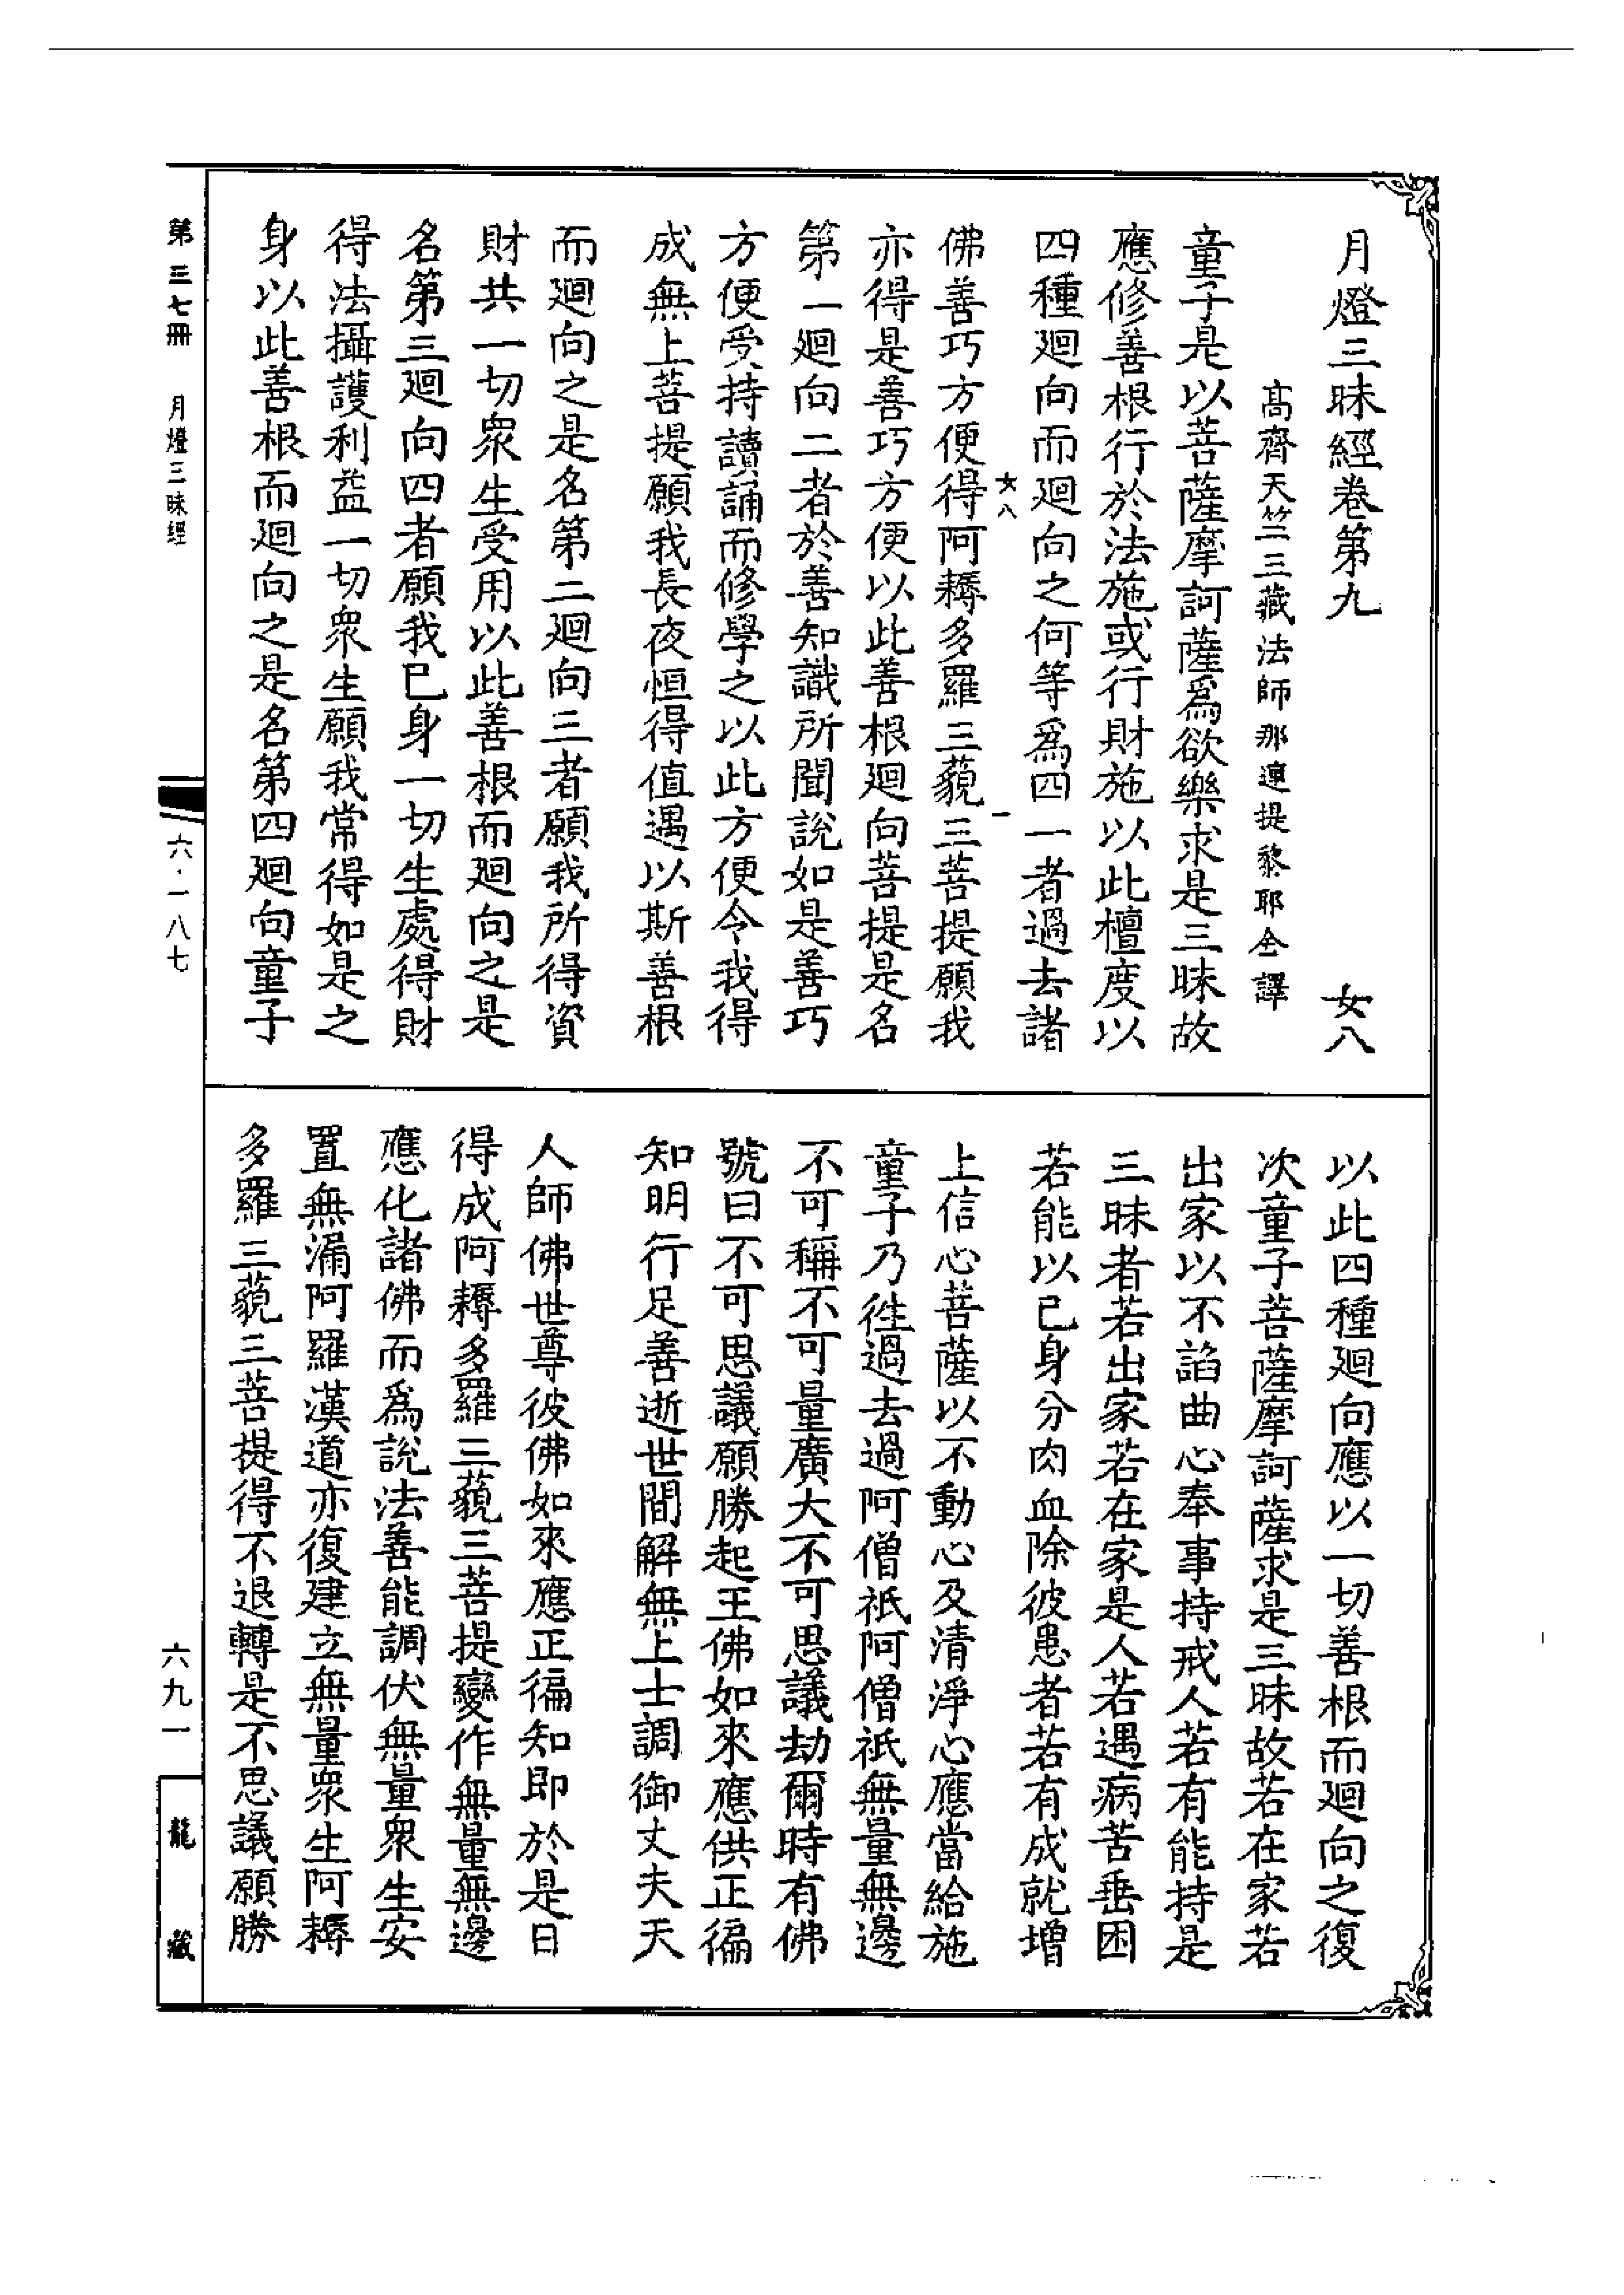 月燈三昧經卷第九 女八
高齊天竺三藏法師那連提黎耶舍譯
童子是以菩薩摩訶薩爲欲樂求是三昧故
應修善根行於法施或行財施以此檀度以
四種廻向而廻向之何等爲四一者過去諸
女八 一
佛善巧方便得阿耨多羅三藐三菩提願我
亦得是善巧方便以此善根廻向菩提是名
第一廻向二者於善知識所聞說如是善巧
方便受持讀誦而修學之以此方便令我得
成無上菩提願我長夜恒得值遇以斯善根
而廻向之是名第二廻向三者願我所得資
財共一切衆生受用以此善根而廻向之是
名第三廻向四者願我已身一切生處得財
得法攝護利益一切衆生願我常得如是之
身以此善根而廻向之是名第四廻向童子
以此四種廻向應以一切善根而廻向之復
次童子菩薩摩訶薩求是三昧故若在家若
出家以不諂曲心奉事持戒人若有能持是
三昧者若出家若在家是人若遇病苦垂困
若能以已身分肉血除彼患者若有成就增
上信心菩薩以不動心及清淨心應當給施
童子乃徃過去過阿僧祇阿僧祇無量無邊
不可稱不可量廣大不可思議劫爾時有佛
號曰不可思議願勝起王佛如來應供正徧
知明行足善逝世間解無上士調御丈夫天
人師佛世尊彼佛如來應正徧知即於是日
得成阿耨多羅三藐三菩提變作無量無邊
應化諸佛而爲說法善能調伏無量衆生安
置無漏阿羅漢道亦復建立無量衆生阿耨
多羅三藐三菩提得不退轉是不思議願勝
第三七冊 月燈三昧經
六·一八七
六九一
龍藏